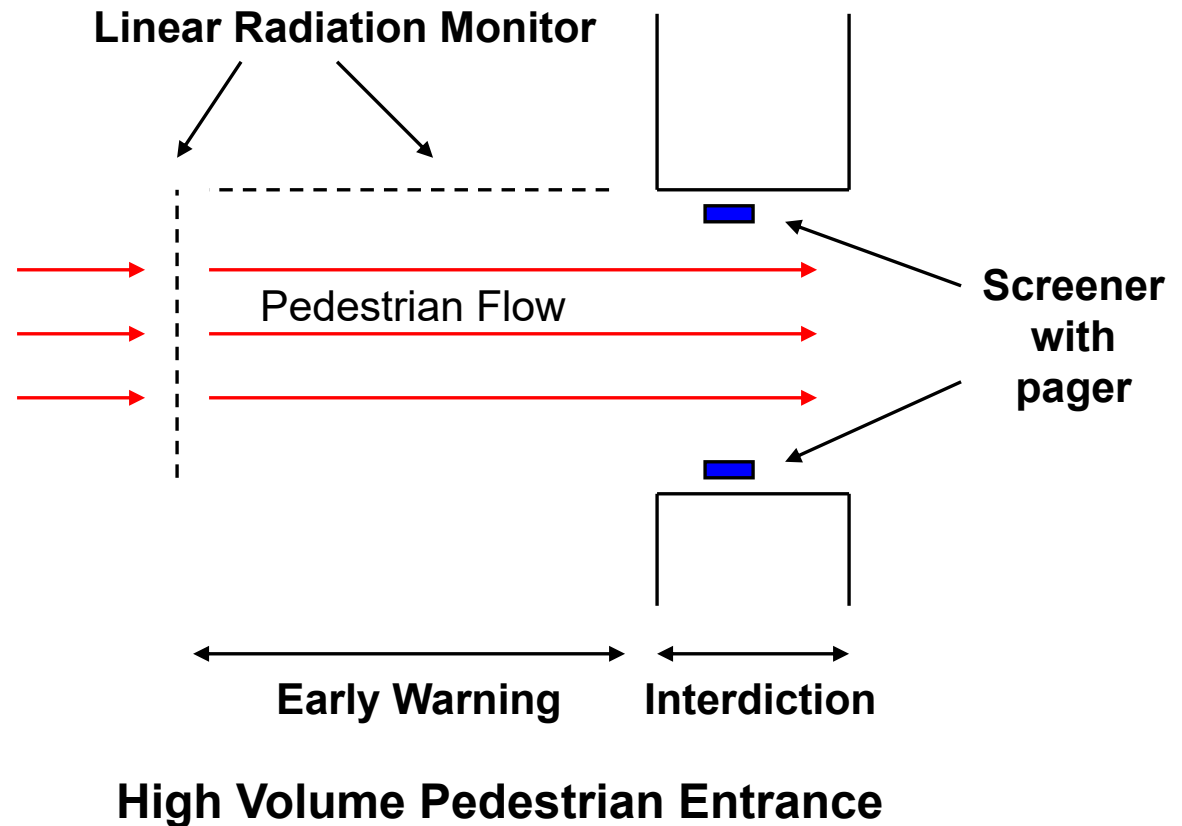 Linear Radiation Monitor
Pedestrian Flow
Screener
with
pager
Early Warning
Interdiction
High Volume Pedestrian Entrance